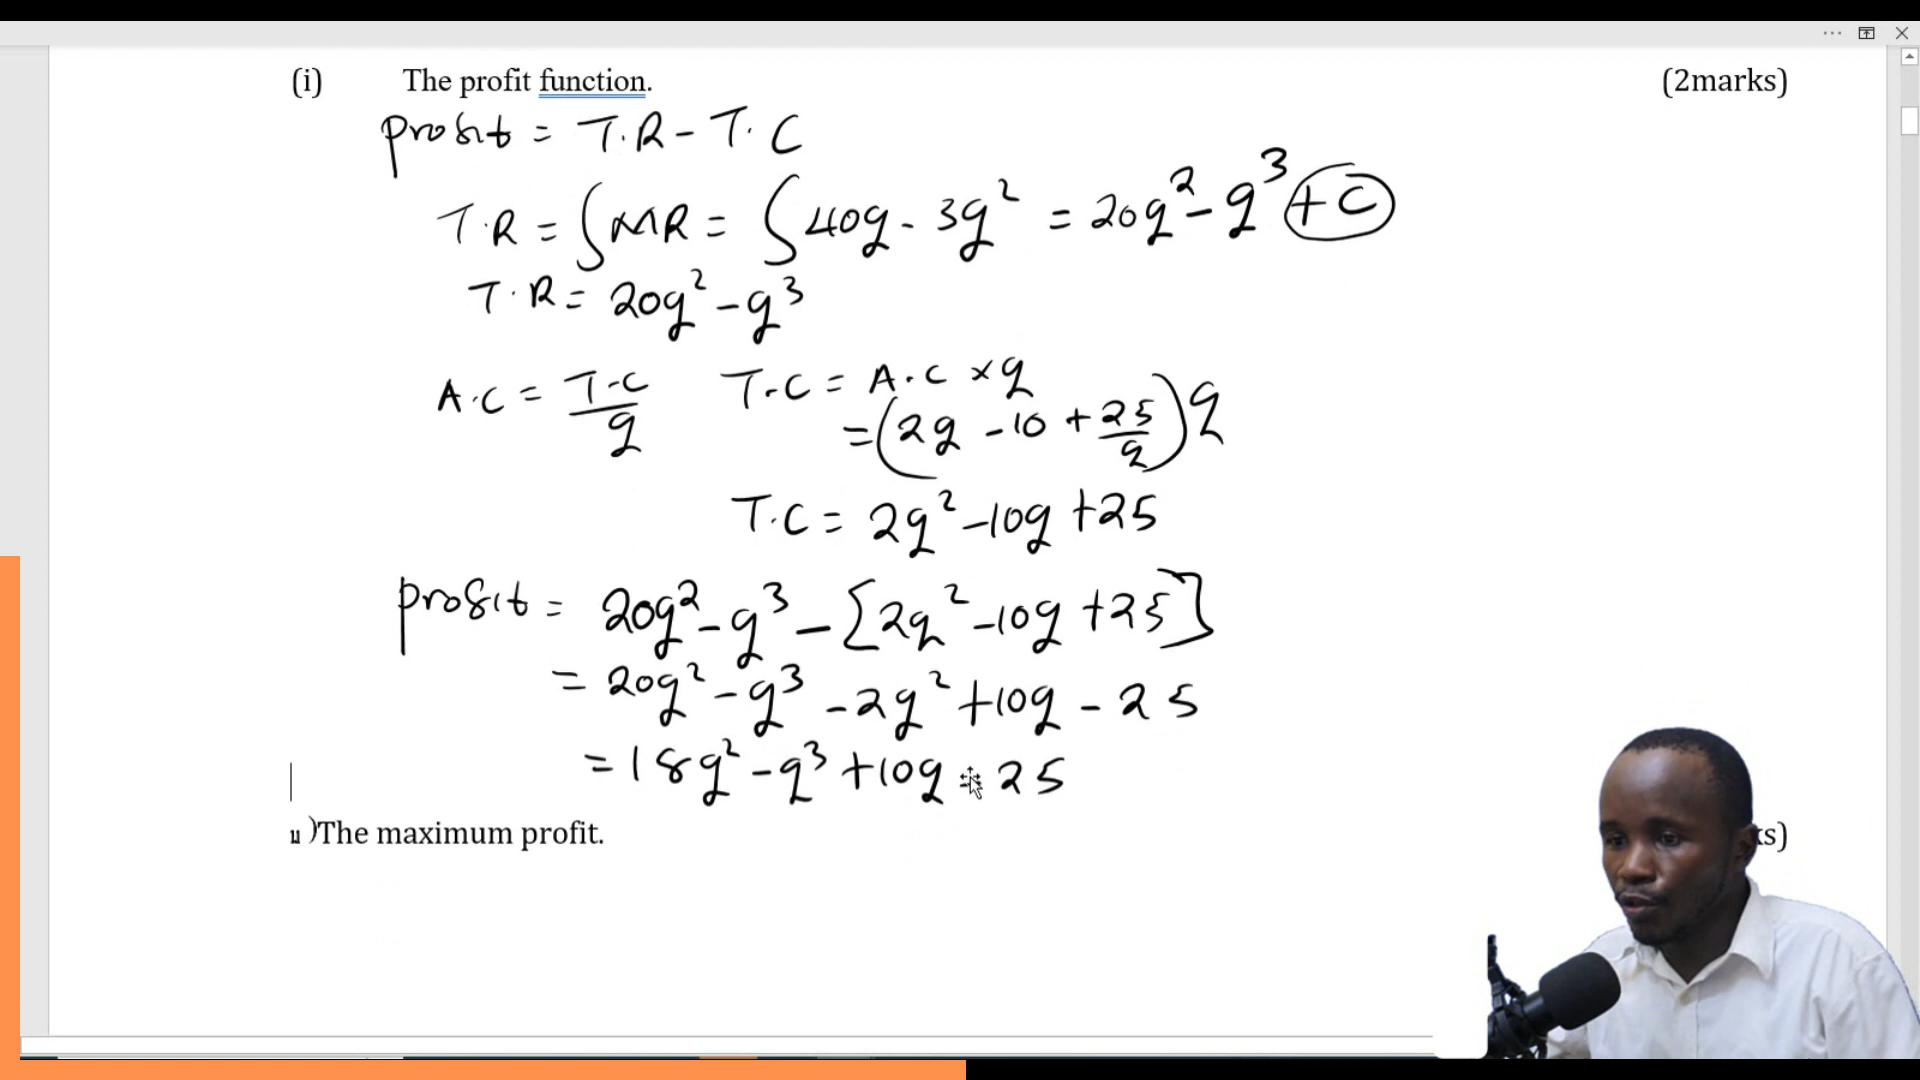 (i) The profit function. (2marks)
profit = T.R - T.C
T.R = ∫MR = ∫40q - 3q² = 20q² - q³ + C
T.R = 20q² - q³
A.C = T.C/q T.C = A.C × q
= (2q - 10 + 25/q) q
T.C = 2q² - 10q + 25
profit = 20q² - q³ - [2q² - 10q + 25]
= 20q² - q³ - 2q² + 10q - 25
= 18q² - q³ + 10q - 25
)The maximum profit. s)